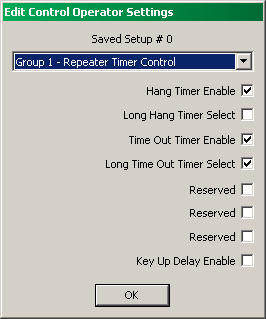 Edit Control Operator Settings
Saved Setup # 0
Group 1 - Repeater Timer Control
Hang Timer Enable
Long Hang Timer Select
Time Out Timer Enable
Long Time Out Timer Select
Reserved
Reserved
Reserved
Key Up Delay Enable
OK